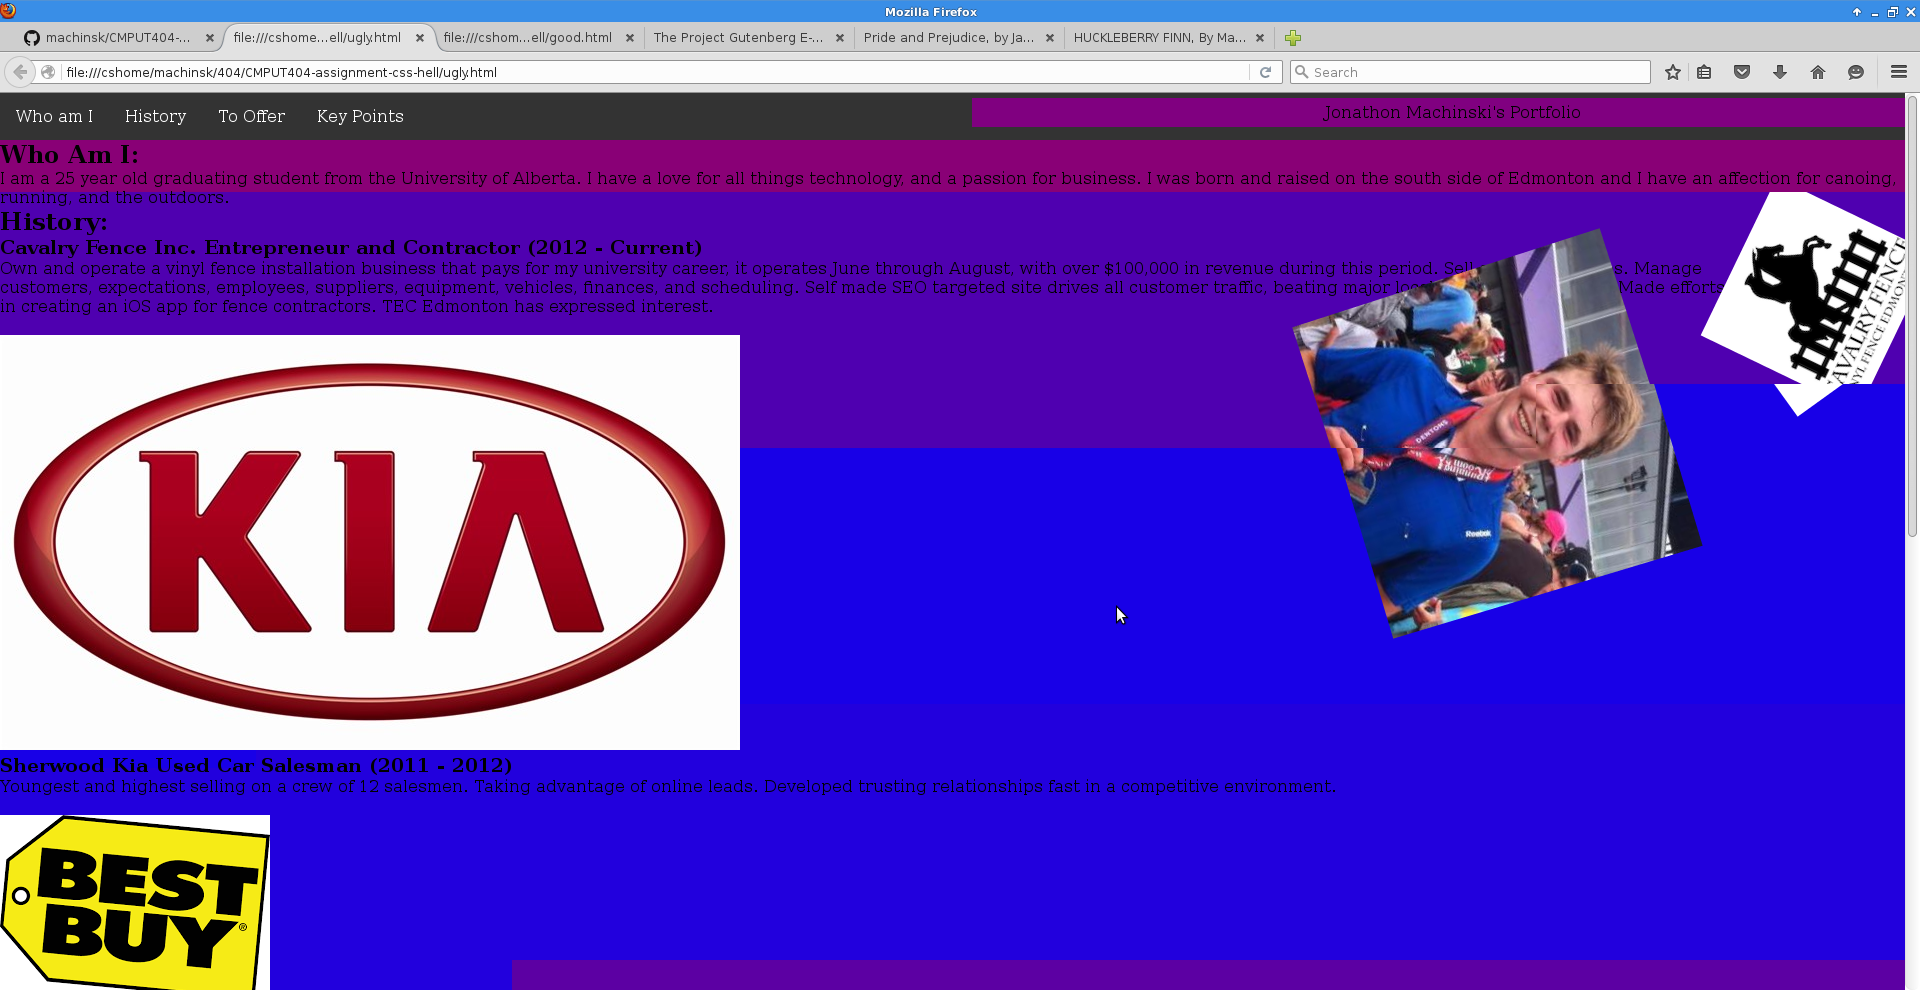 Mozilla Firefox
machinsk/CMPUT404-...
file:///cshome...ell/ugly.html
file:///cshom...ell/good.html
The Project Gutenberg E-...
Pride and Prejudice, by Ja...
HUCKLEBERRY FINN, By Ma...
file:///cshome/machinsk/404/CMPUT404-assignment-css-hell/ugly.html
Search
Who am I
History
To Offer
Key Points
Jonathon Machinski's Portfolio
Who Am I:
I am a 25 year old graduating student from the University of Alberta. I have a love for all things technology, and a passion for business. I was born and raised on the south side of Edmonton and I have an affection for canoing,
running, and the outdoors.
History:
Cavalry Fence Inc. Entrepreneur and Contractor (2012 - Current)
Own and operate a vinyl fence installation business that pays for my university career, it operates June through August, with over $100,000 in revenue during this period. Sell s. Manage
customers, expectations, employees, suppliers, equipment, vehicles, finances, and scheduling. Self made SEO targeted site drives all customer traffic, beating major Made efforts
in creating an iOS app for fence contractors. TEC Edmonton has expressed interest.
AVALRY FENCE
NYL FENCE EDMON
DENTONS
Reebok
KIA
Sherwood Kia Used Car Salesman (2011 - 2012)
Youngest and highest selling on a crew of 12 salesmen. Taking advantage of online leads. Developed trusting relationships fast in a competitive environment..
BEST
BUY®